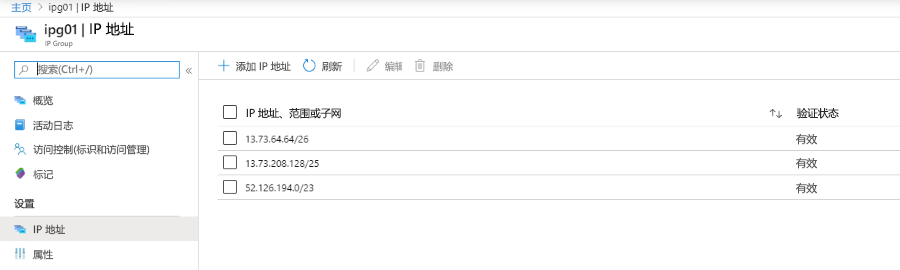 主页 > ipg01 | IP 地址
ipg01 | IP 地址
IP Group
搜索(Ctrl+/)
«
概览
活动日志
访问控制(标识和访问管理)
标记
设置
IP 地址
属性
添加 IP 地址 刷新 编辑 删除
IP 地址、范围或子网 ↑↓ 验证状态
13.73.64.64/26 有效
13.73.208.128/25 有效
52.126.194.0/23 有效